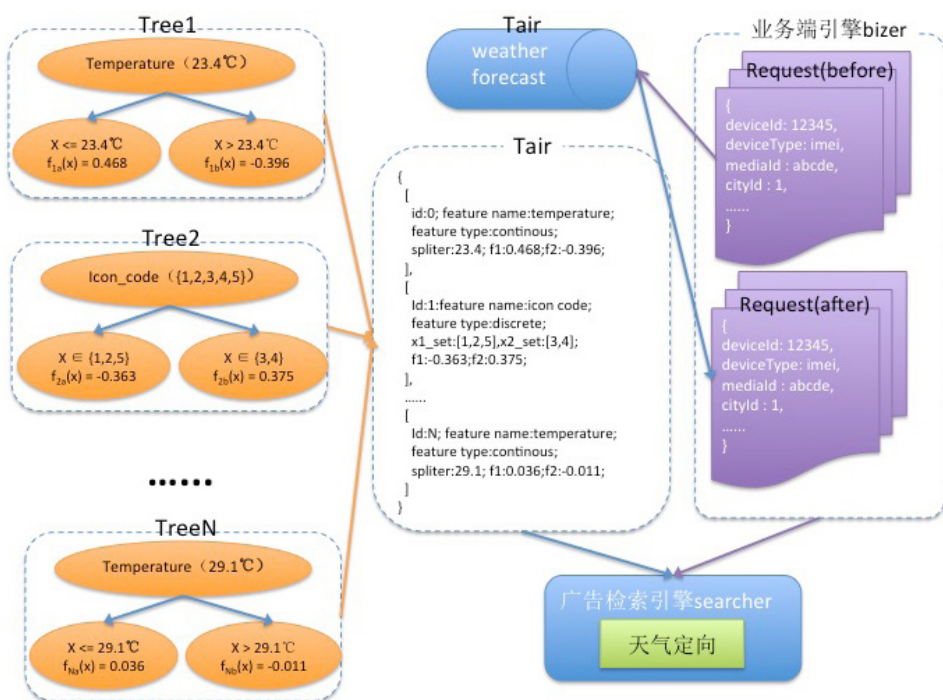 Tree1
Temperature（23.4℃）
X <= 23.4℃
f1a(x) = 0.468
X > 23.4℃
f1b(x) = -0.396
Tree2
Icon_code（{1,2,3,4,5}）
X ∈ {1,2,5}
f2a(x) = -0.363
X ∈ {3,4}
f2b(x) = 0.375
......
TreeN
Temperature（29.1℃）
X <= 29.1℃
fNa(x) = 0.036
X > 29.1℃
fNb(x) = -0.011
Tair
weather
forecast
Tair
{
[
id:0; feature name:temperature;
feature type:continous;
spliter:23.4; f1:0.468;f2:-0.396;
],
[
Id:1:feature name:icon code;
feature type:discrete;
x1_set:[1,2,5],x2_set:[3,4];
f1:-0.363;f2:0.375;
],
......
[
Id:N; feature name:temperature;
feature type:continous;
spliter:29.1; f1:0.036;f2:-0.011;
]
}
业务端引擎bizer
Request(before)
{
deviceId: 12345,
deviceType: imei,
mediaId: abcde,
cityId : 1,
......
}
Request(after)
{
deviceId: 12345,
deviceType: imei,
mediaId : abcde,
cityId : 1,
......
}
广告检索引擎searcher
天气定向